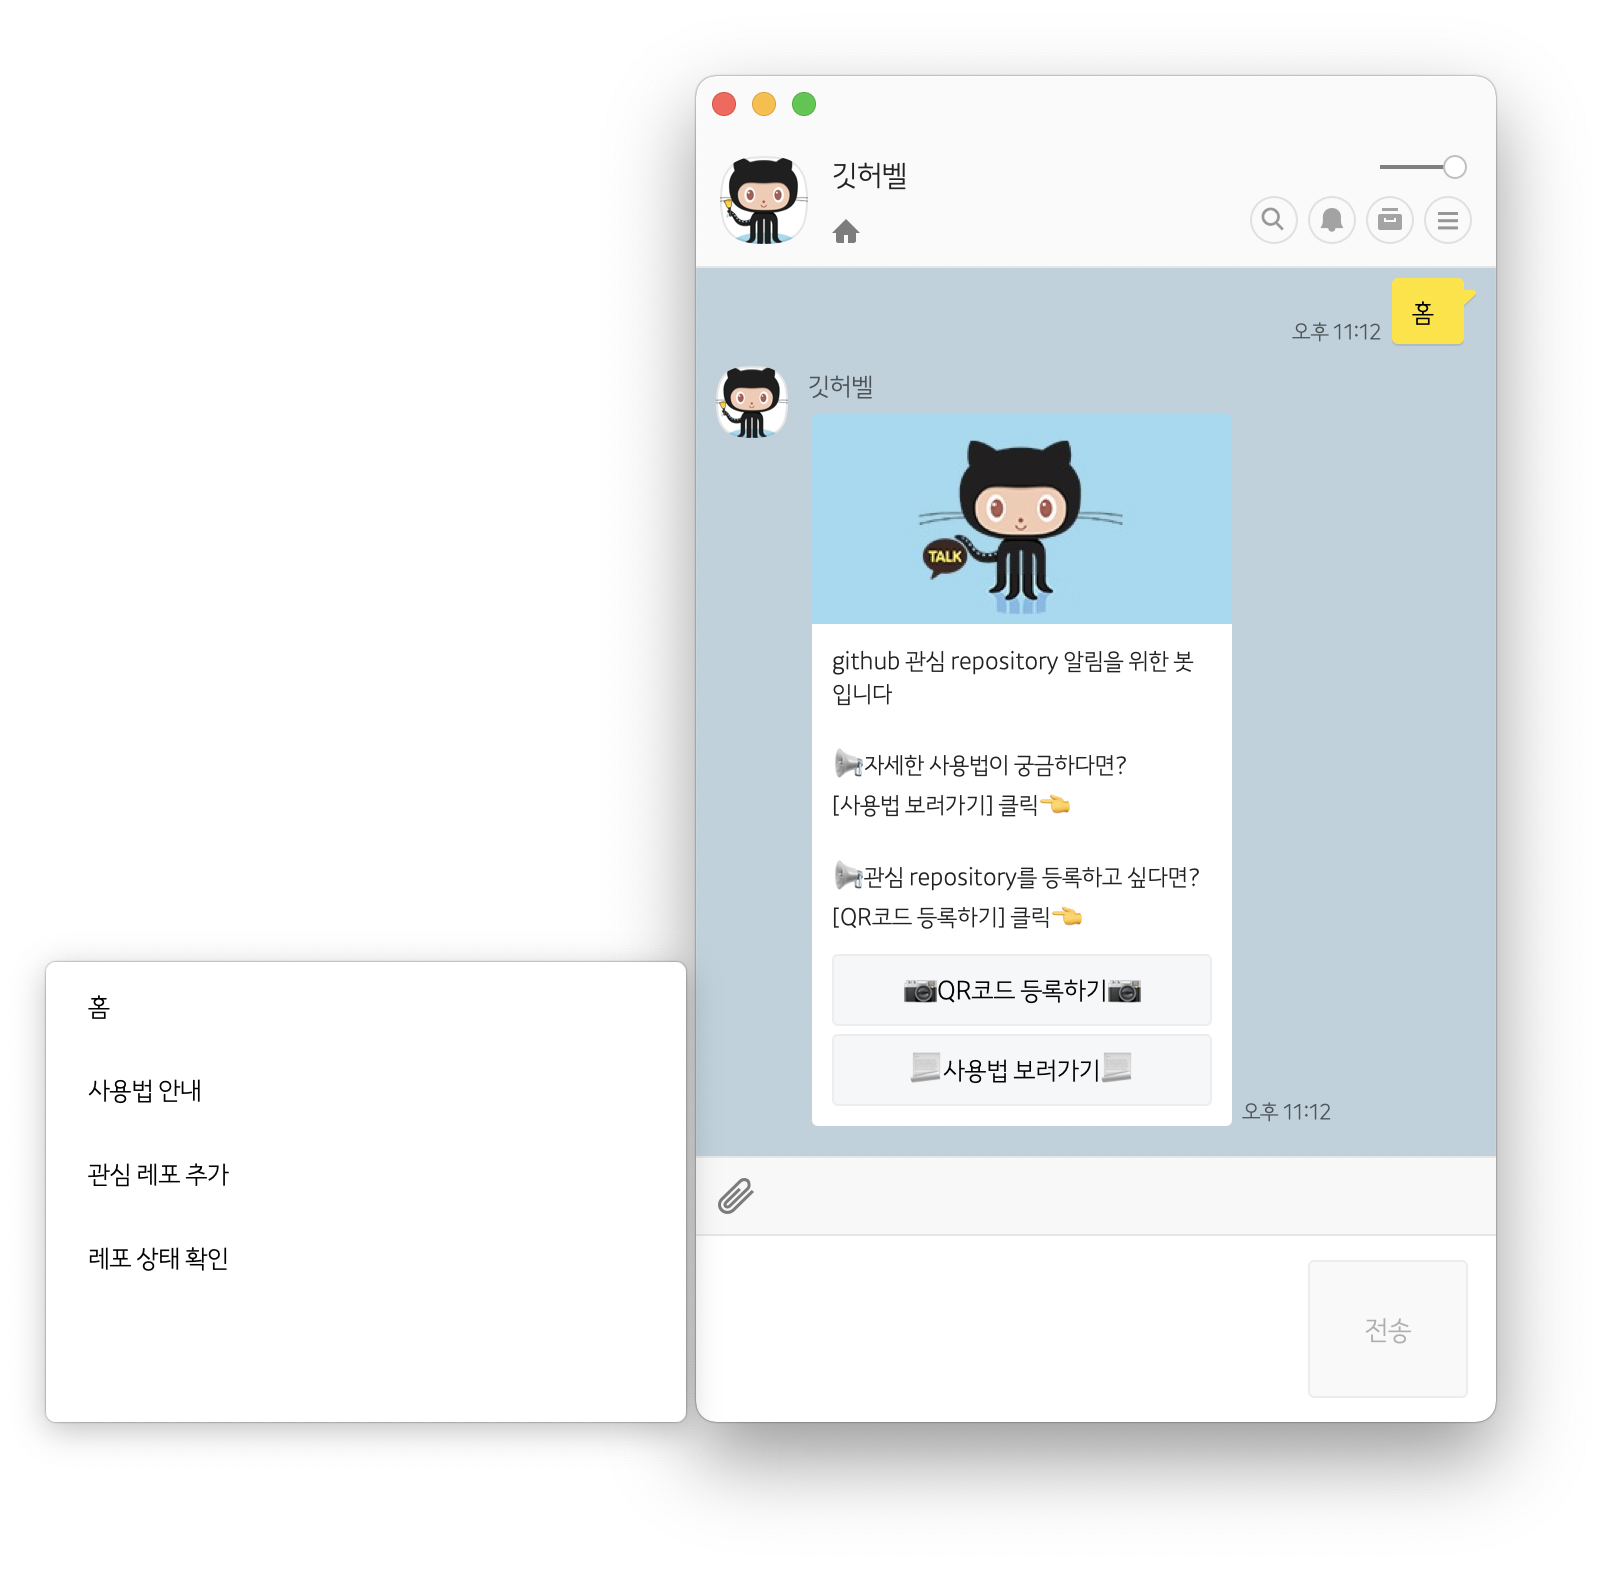 깃허벨
홈
오후 11:12
깃허벨
TALK
github 관심 repository 알림을 위한 봇
입니다
📢자세한 사용법이 궁금하다면?
[사용법 보러가기] 클릭👈
📢관심 repository를 등록하고 싶다면?
[QR코드 등록하기] 클릭👈
📷QR코드 등록하기📷
📜사용법 보러가기📜
오후 11:12
전송
홈
사용법 안내
관심 레포 추가
레포 상태 확인